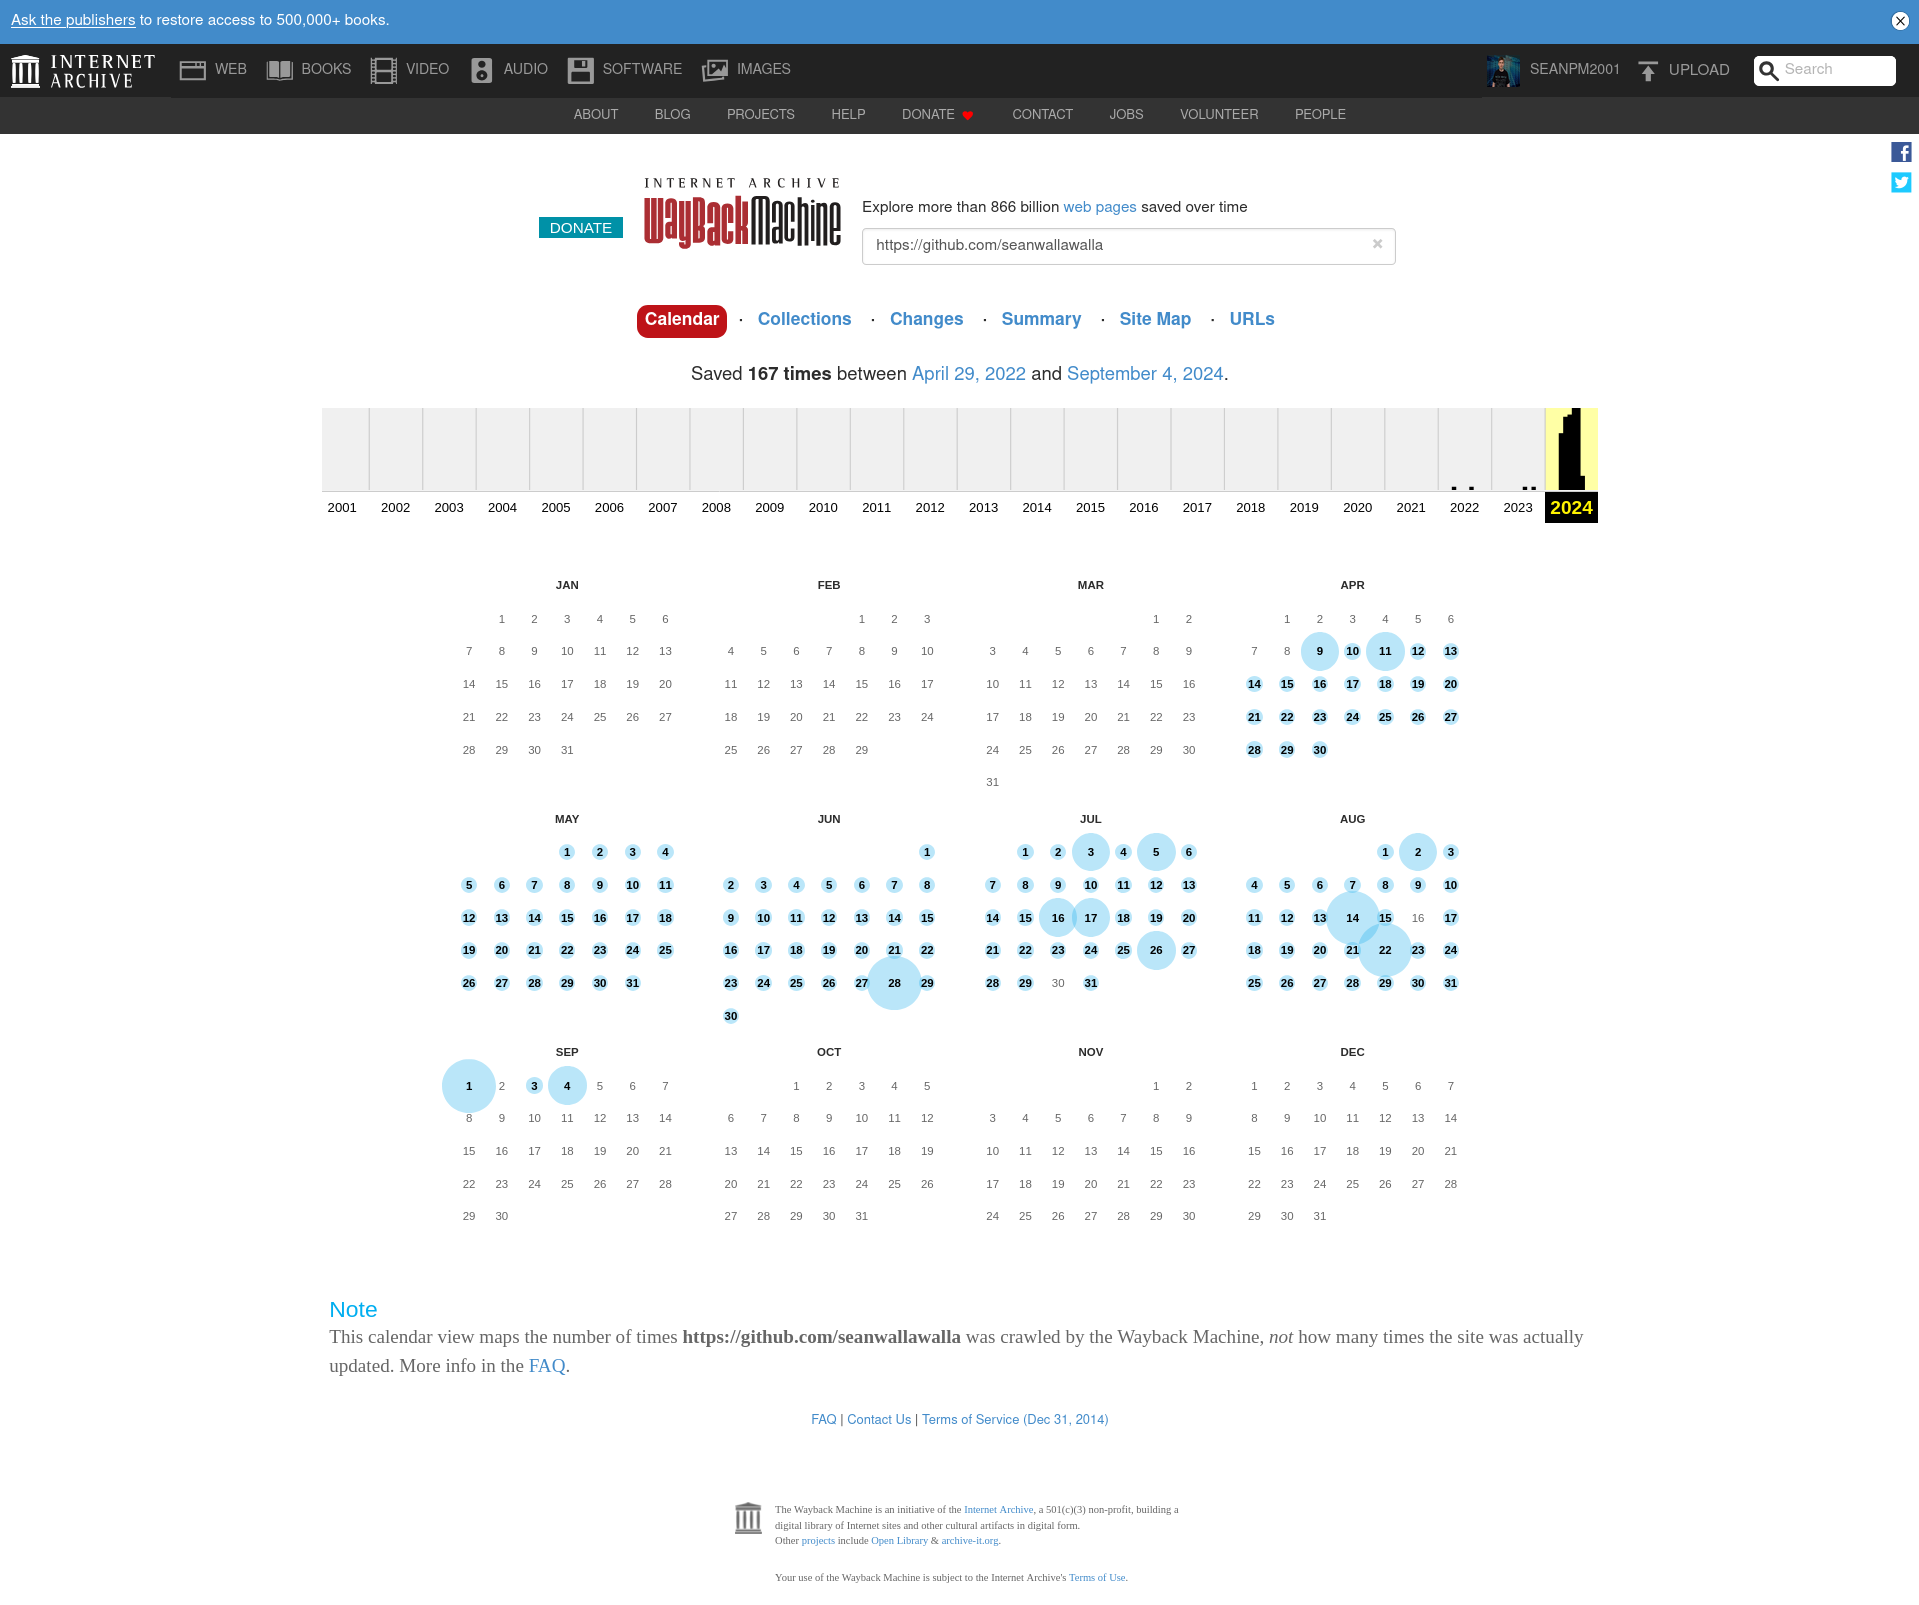 Ask the publishers to restore access to 500,000+ books.
INTERNET ARCHIVE WEB BOOKS VIDEO AUDIO SOFTWARE IMAGES SEANPM2001 UPLOAD Search
ABOUT BLOG PROJECTS HELP DONATE CONTACT JOBS VOLUNTEER PEOPLE
INTERNET ARCHIVE
WayBackMachine
DONATE
Explore more than 866 billion web pages saved over time
https://github.com/seanwallawalla ×
Calendar · Collections · Changes · Summary · Site Map · URLs
Saved 167 times between April 29, 2022 and September 4, 2024.
2001 2002 2003 2004 2005 2006 2007 2008 2009 2010 2011 2012 2013 2014 2015 2016 2017 2018 2019 2020 2021 2022 2023 2024
JAN
1 2 3 4 5 6
7 8 9 10 11 12 13
14 15 16 17 18 19 20
21 22 23 24 25 26 27
28 29 30 31
FEB
1 2 3
4 5 6 7 8 9 10
11 12 13 14 15 16 17
18 19 20 21 22 23 24
25 26 27 28 29
MAR
1 2
3 4 5 6 7 8 9
10 11 12 13 14 15 16
17 18 19 20 21 22 23
24 25 26 27 28 29 30
31
APR
1 2 3 4 5 6
7 8 9 10 11 12 13
14 15 16 17 18 19 20
21 22 23 24 25 26 27
28 29 30
MAY
1 2 3 4
5 6 7 8 9 10 11
12 13 14 15 16 17 18
19 20 21 22 23 24 25
26 27 28 29 30 31
JUN
1
2 3 4 5 6 7 8
9 10 11 12 13 14 15
16 17 18 19 20 21 22
23 24 25 26 27 28 29
30
JUL
1 2 3 4 5 6
7 8 9 10 11 12 13
14 15 16 17 18 19 20
21 22 23 24 25 26 27
28 29 30 31
AUG
1 2 3
4 5 6 7 8 9 10
11 12 13 14 15 16 17
18 19 20 21 22 23 24
25 26 27 28 29 30 31
SEP
1 2 3 4 5 6 7
8 9 10 11 12 13 14
15 16 17 18 19 20 21
22 23 24 25 26 27 28
29 30
OCT
1 2 3 4 5
6 7 8 9 10 11 12
13 14 15 16 17 18 19
20 21 22 23 24 25 26
27 28 29 30 31
NOV
1 2
3 4 5 6 7 8 9
10 11 12 13 14 15 16
17 18 19 20 21 22 23
24 25 26 27 28 29 30
DEC
1 2 3 4 5 6 7
8 9 10 11 12 13 14
15 16 17 18 19 20 21
22 23 24 25 26 27 28
29 30 31
Note
This calendar view maps the number of times https://github.com/seanwallawalla was crawled by the Wayback Machine, not how many times the site was actually
updated. More info in the FAQ.
FAQ | Contact Us | Terms of Service (Dec 31, 2014)
The Wayback Machine is an initiative of the Internet Archive, a 501(c)(3) non-profit, building a
digital library of Internet sites and other cultural artifacts in digital form.
Other projects include Open Library & archive-it.org.
Your use of the Wayback Machine is subject to the Internet Archive's Terms of Use.